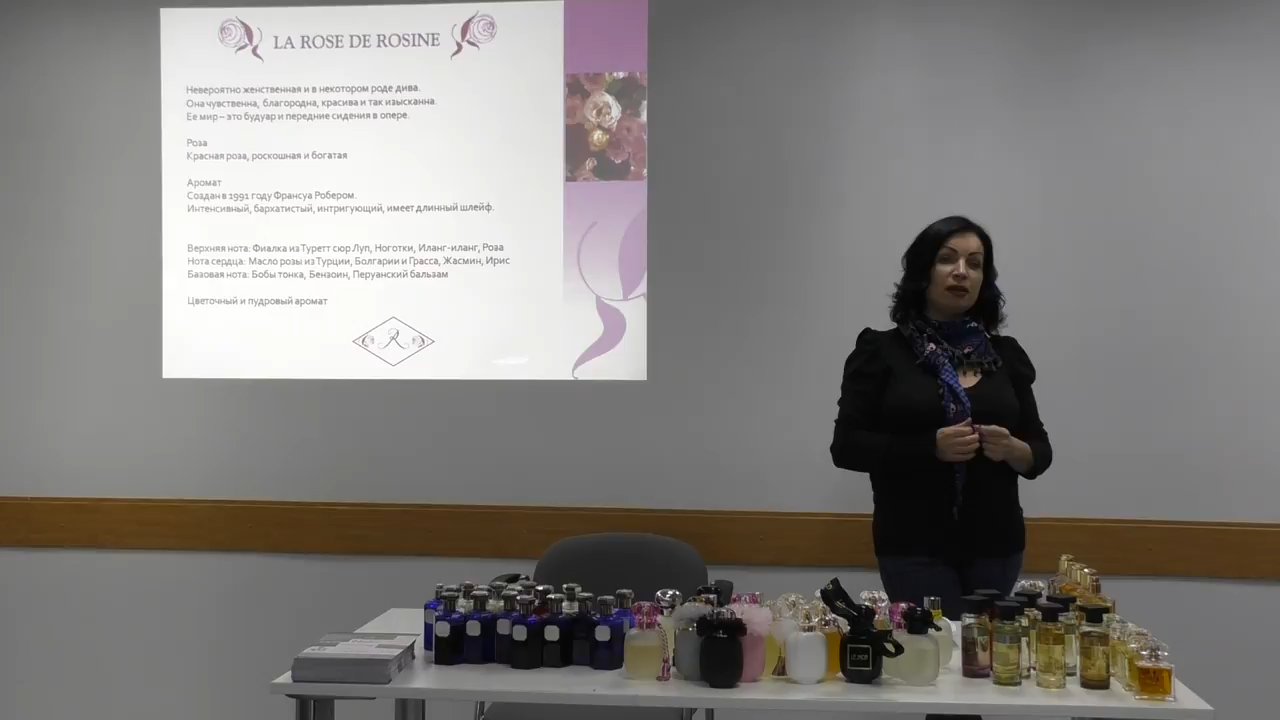 LA ROSE DE ROSINE
Невероятно женственная и в некотором роде дива.
Она чувственна, благородна, красива и так изысканна.
Ее мир – это будуар и передние сидения в опере.
Роза
Красная роза, роскошная и богатая
Аромат
Создан в 1991 году Франсуа Робером.
Интенсивный, бархатистый, интригующий, имеет длинный шлейф.
Верхняя нота: Фиалка из Туретт сюр Луп, Ноготки, Иланг-иланг, Роза
Нота сердца: Масло розы из Турции, Болгарии и Грасса, Жасмин, Ирис
Базовая нота: Бобы тонка, Бензоин, Перуанский бальзам
Цветочный и пудровый аромат
R